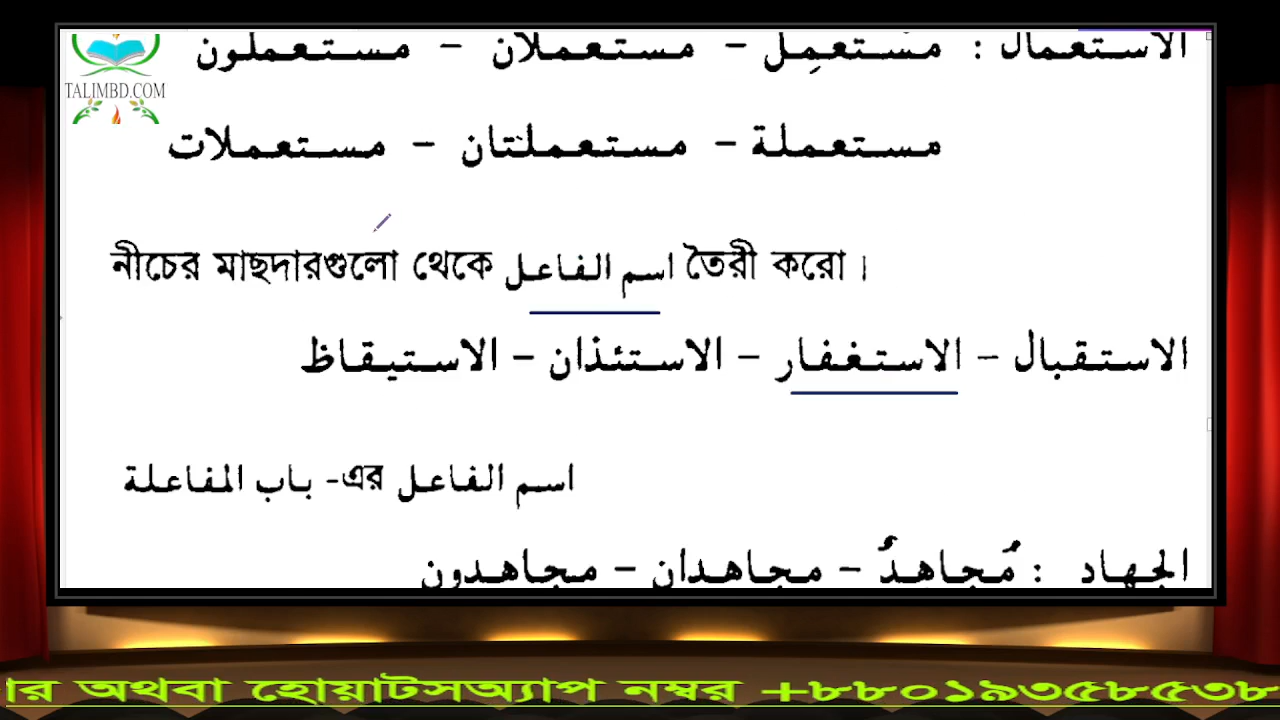 الاستعمال : مستعمِل – مستعملان – مستعملون
TALIMBD.COM
مستعملة – مستعملتان – مستعملات
নীচের মাছদারগুলো থেকে اسم الفاعل তৈরী করো।
الاستقبال – الاستغفار – الاستئذان – الاستيقاظ
باب المفاعلة -এর اسم الفاعل
الجهاد : مُجاهدٌ – مجاهدان – مجاهدون
ার অথবা হোয়াটসঅ্যাপ নম্বর +৮৮০১৯৩৫৮৫৩৮